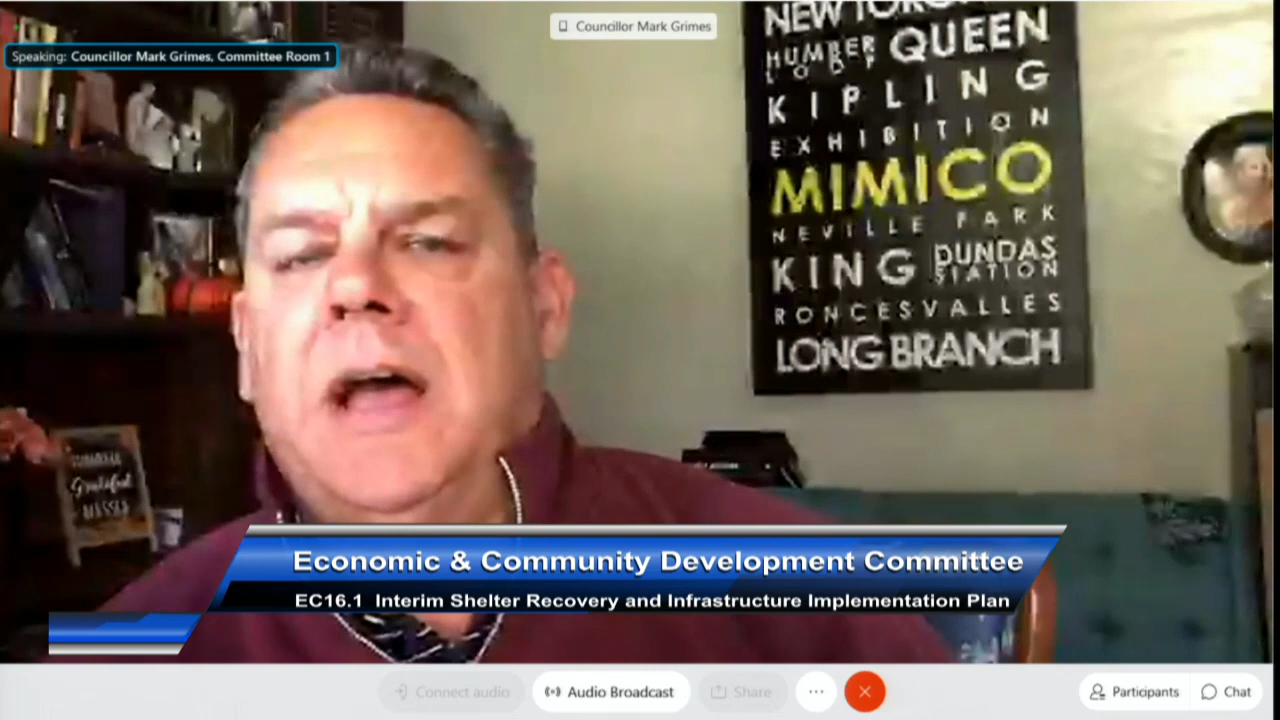 Councillor Mark Grimes
Speaking: Councillor Mark Grimes, Committee Room 1
HUMBER QUEEN
LOOP
KIPLING
EXHIBITION
MIMICO
NEVILLE PARK
KING DUNDAS
STATION
RONCESVALLES
LONG BRANCH
Grateful
BLESSED
Economic & Community Development Committee
EC16.1 Interim Shelter Recovery and Infrastructure Implementation Plan
Connect audio
Audio Broadcast
Share
Participants
Chat